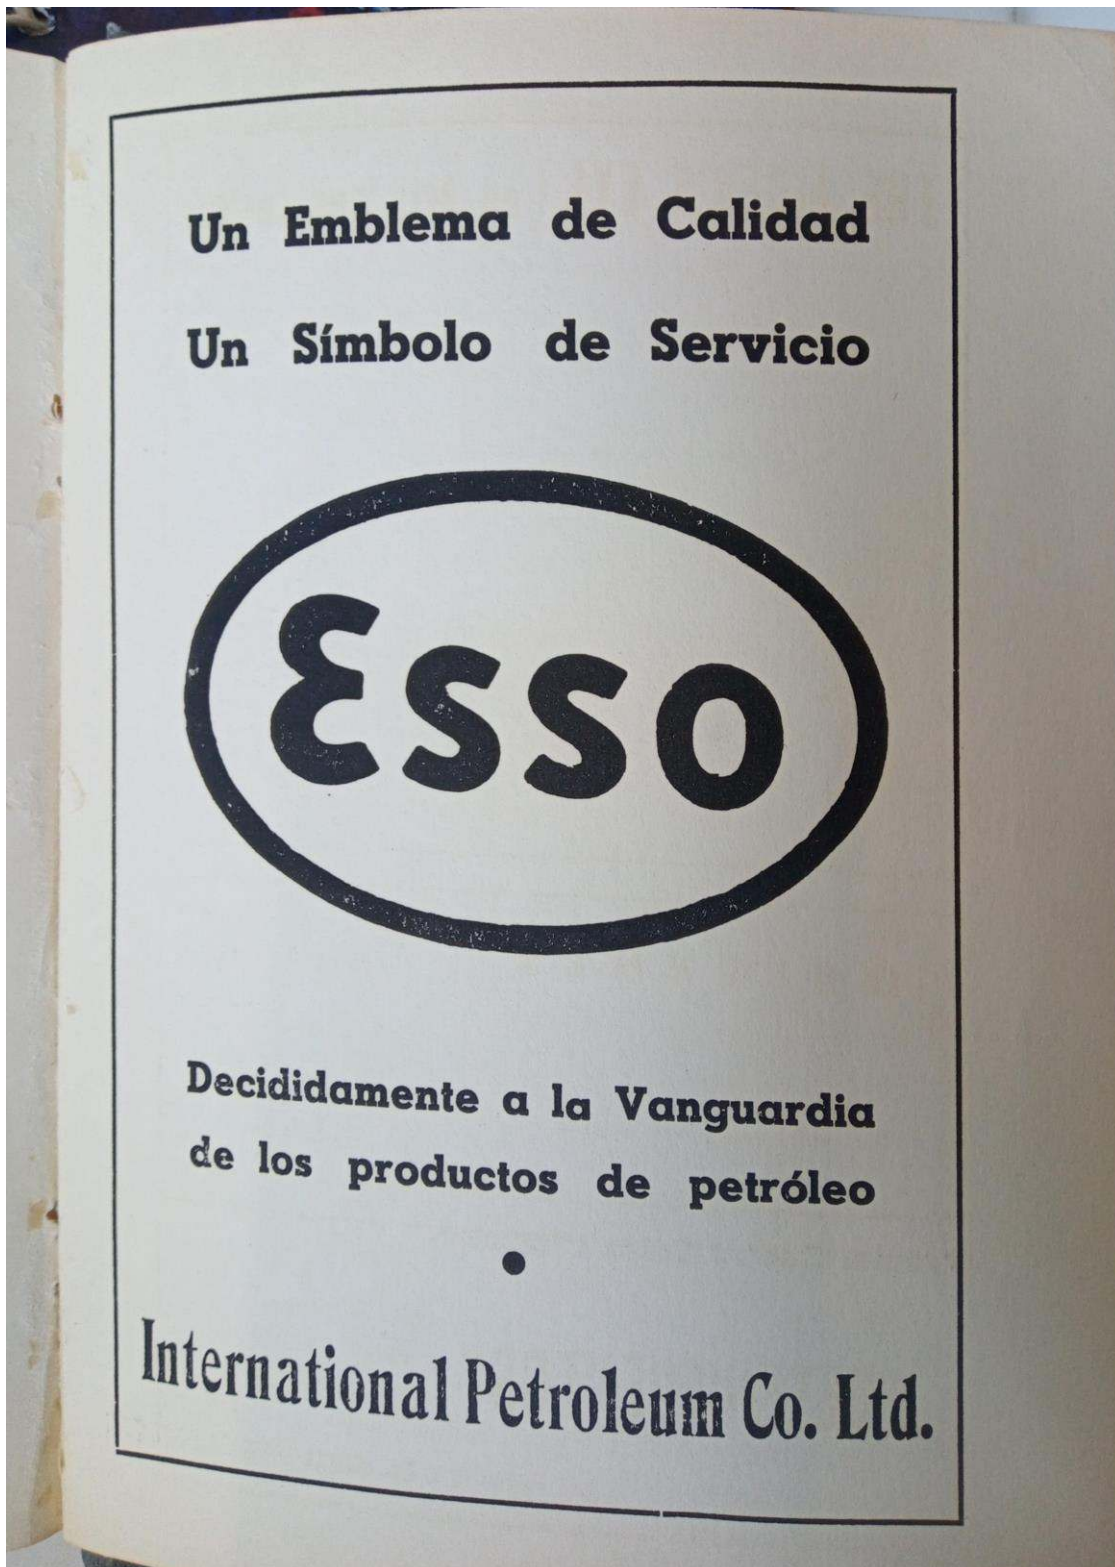 Un Emblema de Calidad
Un Símbolo de Servicio
Esso
Decididamente a la Vanguardia
de los productos de petróleo
International Petroleum Co. Ltd.